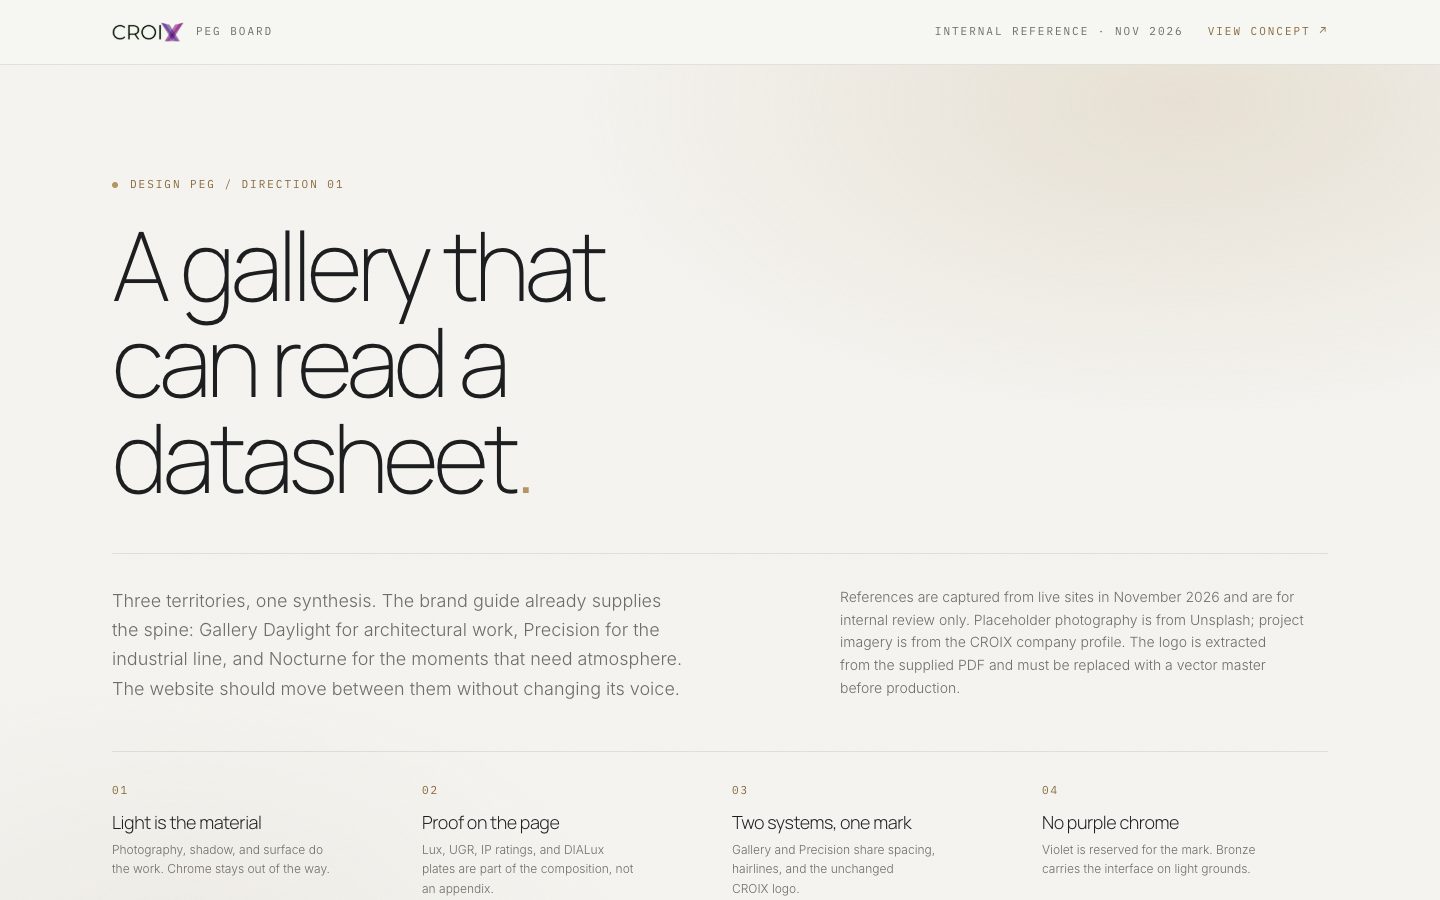 CROIX PEG BOARD
INTERNAL REFERENCE · NOV 2026 VIEW CONCEPT ↗
DESIGN PEG / DIRECTION 01
A gallery that
can read a
datasheet.
Three territories, one synthesis. The brand guide already supplies
the spine: Gallery Daylight for architectural work, Precision for the
industrial line, and Nocturne for the moments that need atmosphere.
The website should move between them without changing its voice.
References are captured from live sites in November 2026 and are for
internal review only. Placeholder photography is from Unsplash; project
imagery is from the CROIX company profile. The logo is extracted
from the supplied PDF and must be replaced with a vector master
before production.
01
Light is the material
Photography, shadow, and surface do
the work. Chrome stays out of the way.
02
Proof on the page
Lux, UGR, IP ratings, and DIALux
plates are part of the composition, not
an appendix.
03
Two systems, one mark
Gallery and Precision share spacing,
hairlines, and the unchanged
CROIX logo.
04
No purple chrome
Violet is reserved for the mark. Bronze
carries the interface on light grounds.